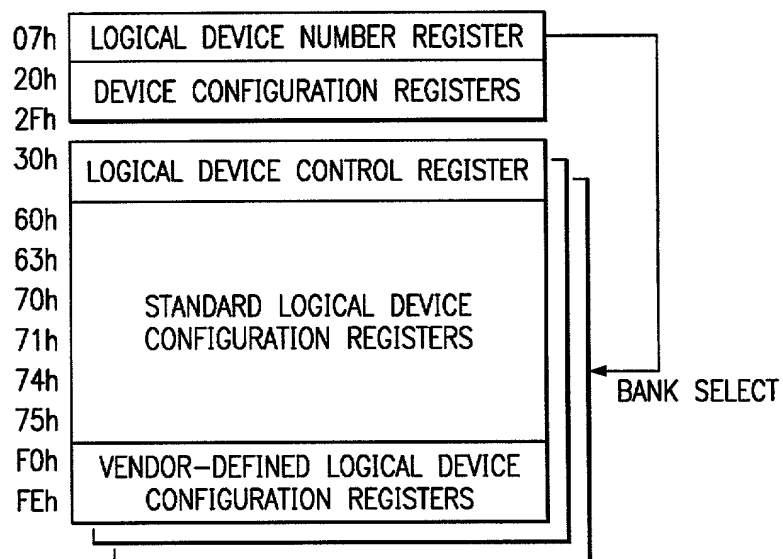 07h LOGICAL DEVICE NUMBER REGISTER
20h
DEVICE CONFIGURATION REGISTERS
2Fh
30h
LOGICAL DEVICE CONTROL REGISTER
60h
63h
70h
STANDARD LOGICAL DEVICE
CONFIGURATION REGISTERS
71h
74h
BANK SELECT
75h
F0h
VENDOR-DEFINED LOGICAL DEVICE
CONFIGURATION REGISTERS
FEh